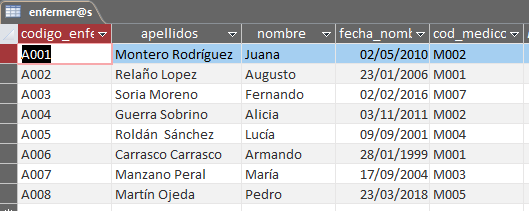 enfermer@s
codigo_enfe apellidos nombre fecha_noml cod_medicc
A001 Montero Rodríguez Juana 02/05/2010 M002
A002 Relaño Lopez Augusto 23/01/2006 M001
A003 Soria Moreno Fernando 02/02/2016 M007
A004 Guerra Sobrino Alicia 03/11/2011 M002
A005 Roldán Sánchez Lucía 09/09/2001 M004
A006 Carrasco Carrasco Armando 28/01/1999 M001
A007 Manzano Peral María 17/09/2004 M003
A008 Martín Ojeda Pedro 23/03/2018 M005